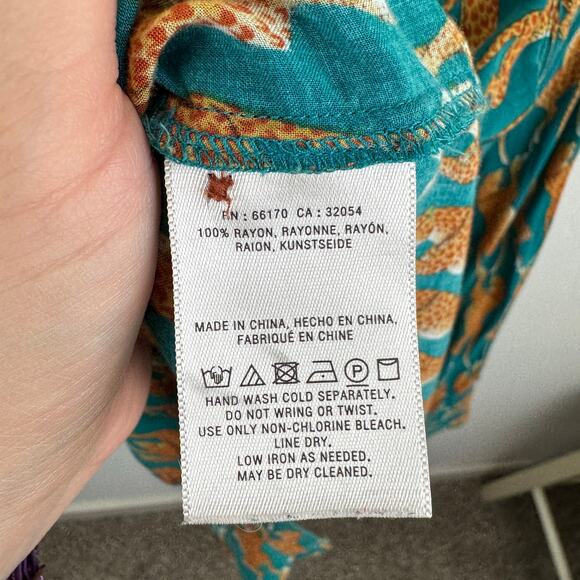 RN : 66170 CA : 32054
100% RAYON, RAYONNE, RAYÓN,
RAION, KUNSTSEIDE
MADE IN CHINA, HECHO EN CHINA,
FABRIQUÉ EN CHINE
P
HAND WASH COLD SEPARATELY.
DO NOT WRING OR TWIST.
USE ONLY NON-CHLORINE BLEACH.
LINE DRY.
LOW IRON AS NEEDED.
MAY BE DRY CLEANED.